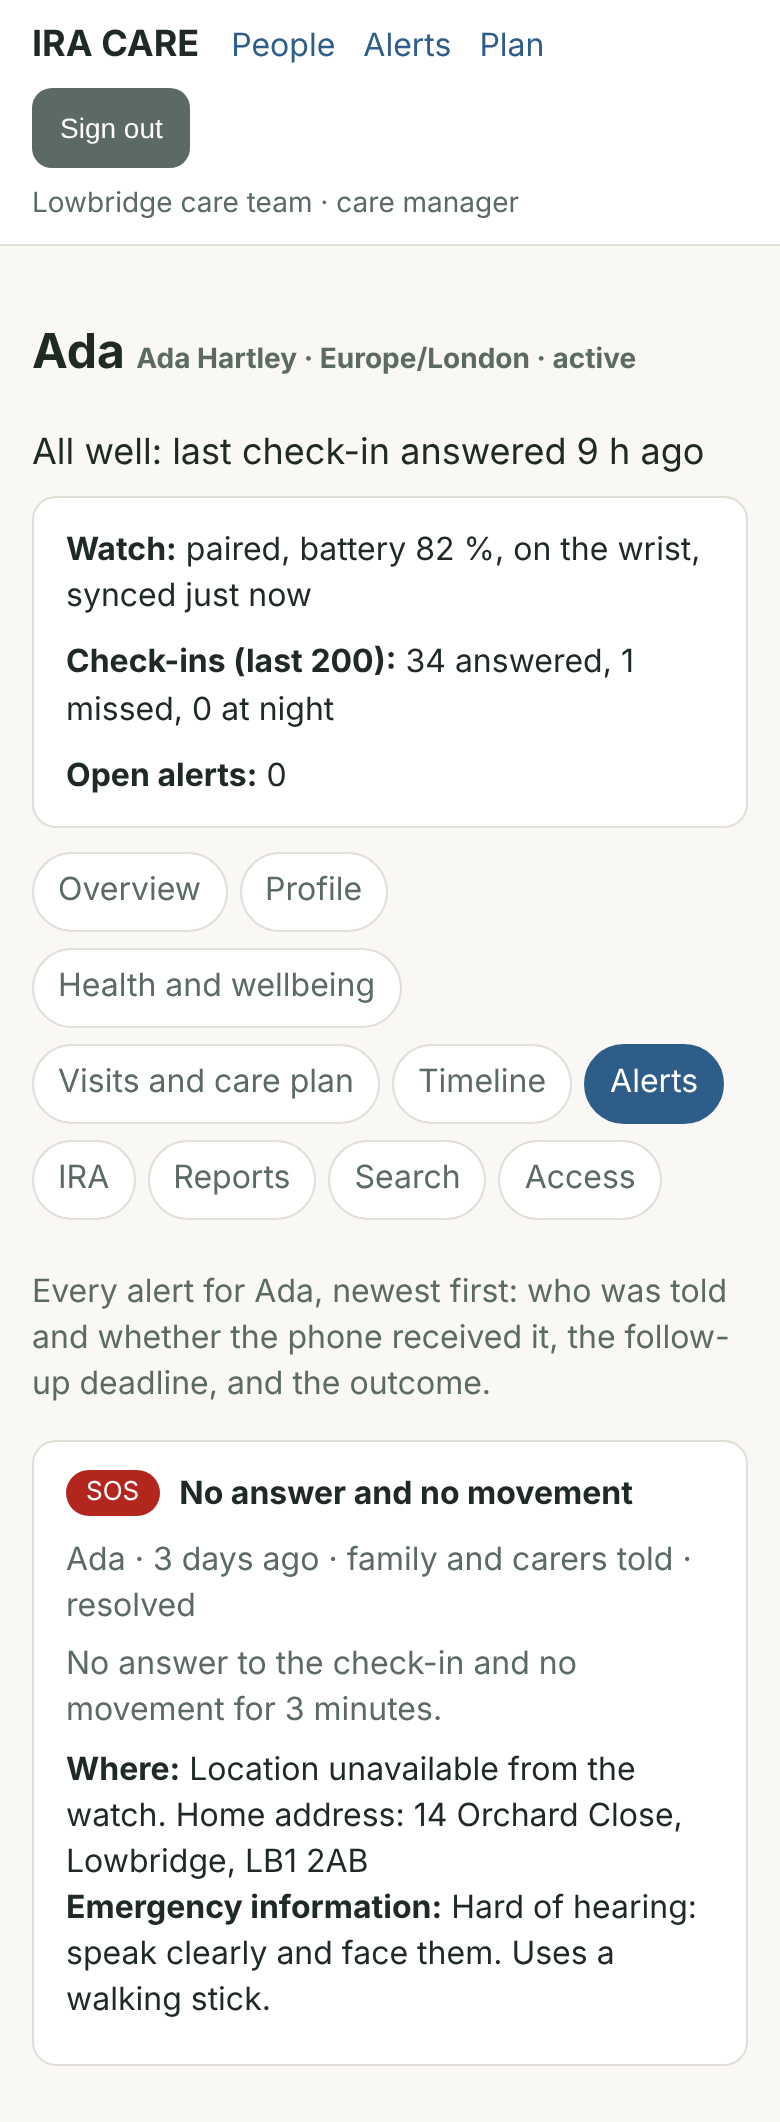 IRA CARE People Alerts Plan
Sign out
Lowbridge care team · care manager
Ada Ada Hartley · Europe/London · active
All well: last check-in answered 9 h ago
Watch: paired, battery 82 %, on the wrist,
synced just now
Check-ins (last 200): 34 answered, 1
missed, 0 at night
Open alerts: 0
Overview Profile
Health and wellbeing
Visits and care plan Timeline Alerts
IRA Reports Search Access
Every alert for Ada, newest first: who was told
and whether the phone received it, the follow-
up deadline, and the outcome.
SOS No answer and no movement
Ada · 3 days ago · family and carers told ·
resolved
No answer to the check-in and no
movement for 3 minutes.
Where: Location unavailable from the
watch. Home address: 14 Orchard Close,
Lowbridge, LB1 2AB
Emergency information: Hard of hearing:
speak clearly and face them. Uses a
walking stick.